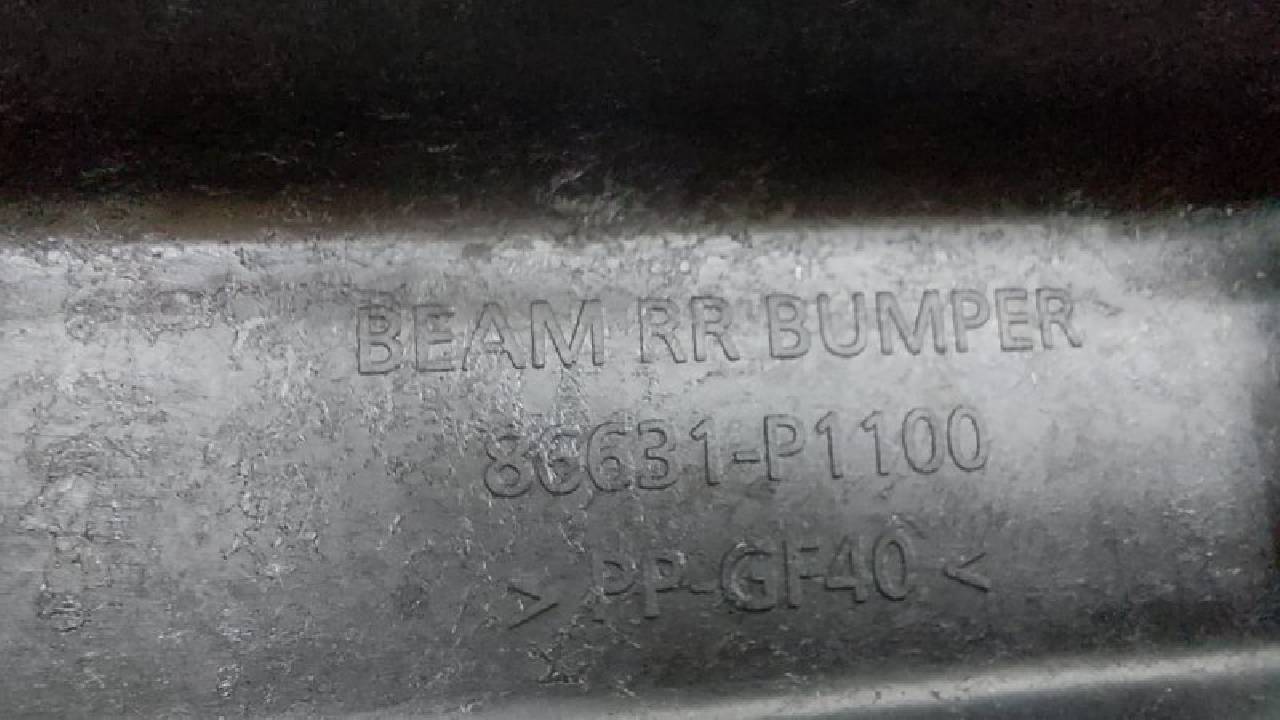 BEAM RR BUMPER
86631-P1100
> PP-GF40 <